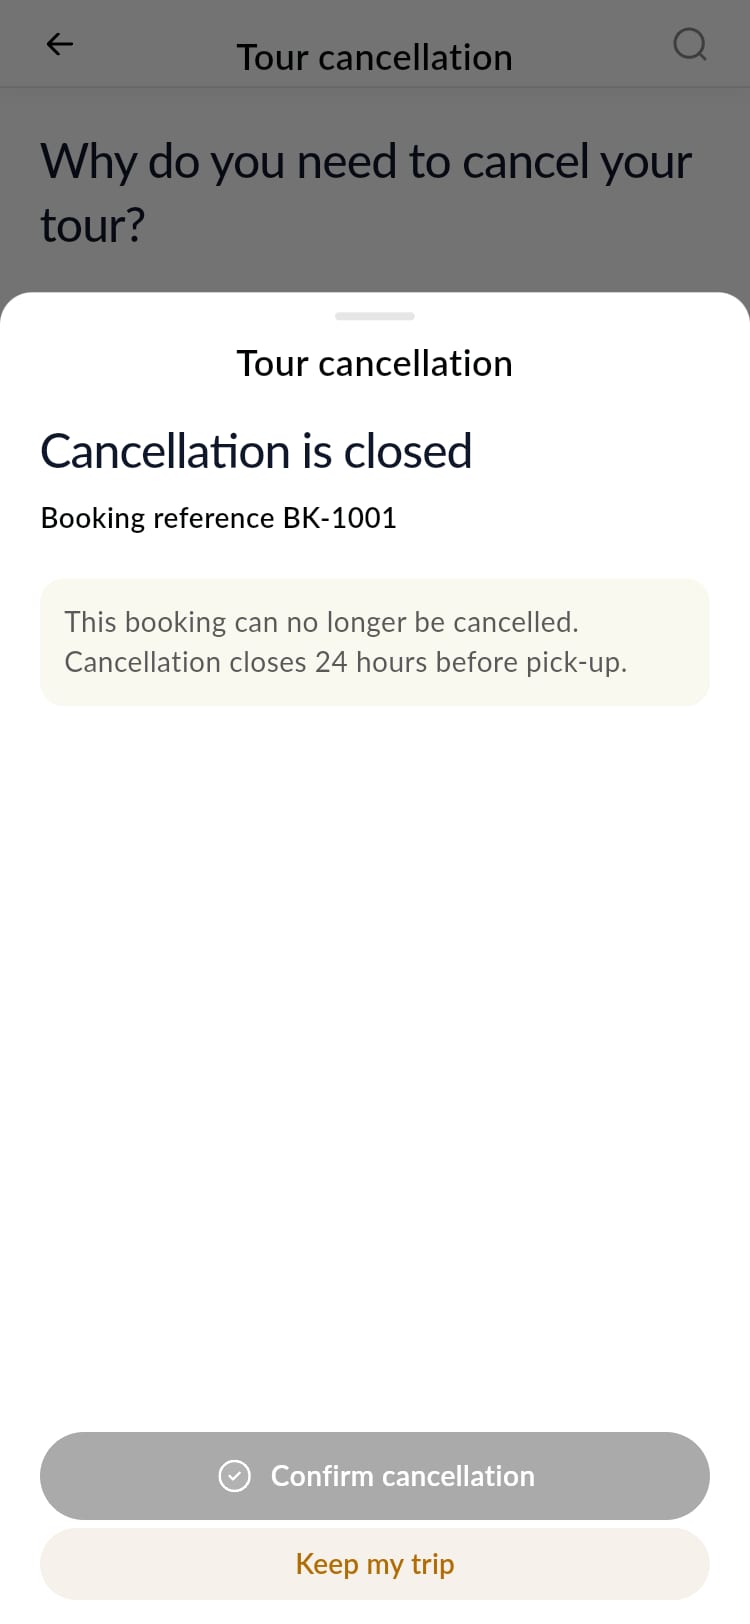 Tour cancellation
Why do you need to cancel your
tour?
Tour cancellation
Cancellation is closed
Booking reference BK-1001
This booking can no longer be cancelled.
Cancellation closes 24 hours before pick-up.
Confirm cancellation
Keep my trip